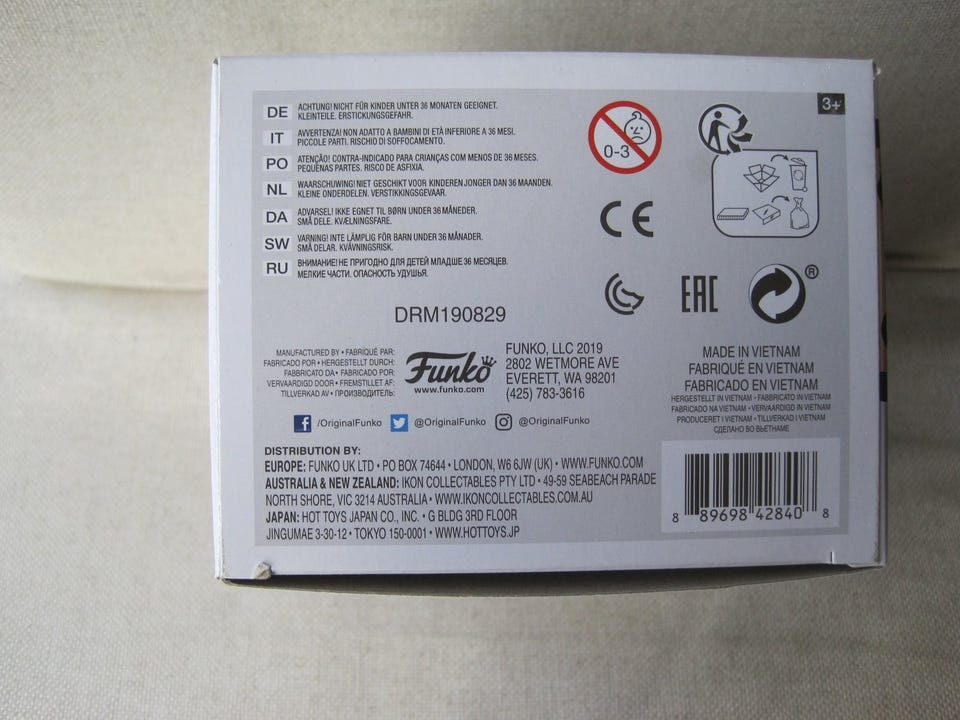 DE ACHTUNG! NICHT FÜR KINDER UNTER 36 MONATEN GEEIGNET.
KLEINTEILE. ERSTICKUNGSGEFAHR.
IT AVVERTENZA! NON ADATTO A BAMBINI DI ETÀ INFERIORE A 36 MESI.
PICCOLE PARTI. RISCHIO DI SOFFOCAMENTO.
PO ATENÇÃO! CONTRA-INDICADO PARA CRIANÇAS COM MENOS DE 36 MESES.
PEQUENAS PARTES. RISCO DE ASFIXIA.
NL WAARSCHUWING! NIET GESCHIKT VOOR KINDEREN JONGER DAN 36 MAANDEN.
KLEINE ONDERDELEN. VERSTIKKINGSGEVAAR.
DA ADVARSEL! IKKE EGNET TIL BØRN UNDER 36 MÅNEDER.
SMÅ DELE. KVÆLNINGSFARE.
SW VARNING! INTE LÄMPLIG FÖR BARN UNDER 36 MÅNADER.
SMÅ DELAR. KVÄVNINGSRISK.
RU ВНИМАНИЕ! НЕ ПРИГОДНО ДЛЯ ДЕТЕЙ МЛАДШЕ 36 МЕСЯЦЕВ.
МЕЛКИЕ ЧАСТИ. ОПАСНОСТЬ УДУШЬЯ.
0-3
3+
CE
EAC
®
DRM190829
MANUFACTURED BY • FABRIQUÉ PAR:
FABRICADO POR • HERGESTELLT DURCH:
FABBRICATO DA • FABRICADO POR:
VERVAARDIGD DOOR • FREMSTILLET AF:
TILLVERKAD AV • ПРОИЗВОДИТЕЛЬ:
Funko
www.funko.com
FUNKO, LLC 2019
2802 WETMORE AVE
EVERETT, WA 98201
(425) 783-3616
/OriginalFunko @OriginalFunko @OriginalFunko
MADE IN VIETNAM
FABRIQUÉ EN VIETNAM
FABRICADO EN VIETNAM
HERGESTELLT IN VIETNAM • FABBRICATO IN VIETNAM
FABRICADO NA VIETNAM • VERVAARDIGD IN VIETNAM
PRODUCERET I VIETNAM • TILLVERKAD I VIETNAM
СДЕЛАНО ВО ВЬЕТНАМЕ
DISTRIBUTION BY:
EUROPE: FUNKO UK LTD • PO BOX 74644 • LONDON, W6 6JW (UK) • WWW.FUNKO.COM
AUSTRALIA & NEW ZEALAND: IKON COLLECTABLES PTY LTD • 49-59 SEABEACH PARADE
NORTH SHORE, VIC 3214 AUSTRALIA • WWW.IKONCOLLECTABLES.COM.AU
JAPAN: HOT TOYS JAPAN CO., INC. • G BLDG 3RD FLOOR
JINGUMAE 3-30-12 • TOKYO 150-0001 • WWW.HOTTOYS.JP
8 89698 42840 8